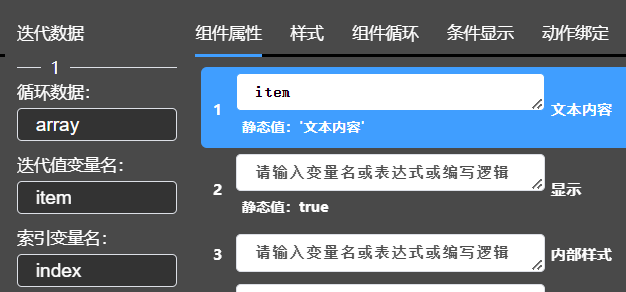 迭代数据
1
循环数据：
array
迭代值变量名：
item
索引变量名：
index
组件属性 样式 组件循环 条件显示 动作绑定
1 item 文本内容
静态值：'文本内容'
2 请输入变量名或表达式或编写逻辑 显示
静态值：true
3 请输入变量名或表达式或编写逻辑 内部样式